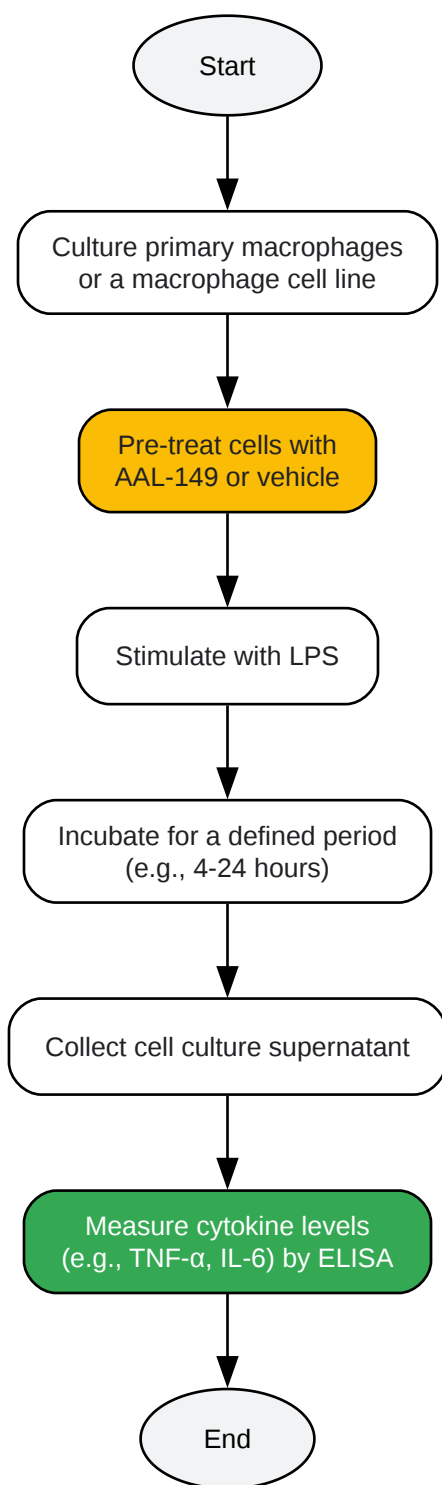 Start
Culture primary macrophages
or a macrophage cell line
Pre-treat cells with
AAL-149 or vehicle
Stimulate with LPS
Incubate for a defined period
(e.g., 4-24 hours)
Collect cell culture supernatant
Measure cytokine levels
(e.g., TNF-α, IL-6) by ELISA
End